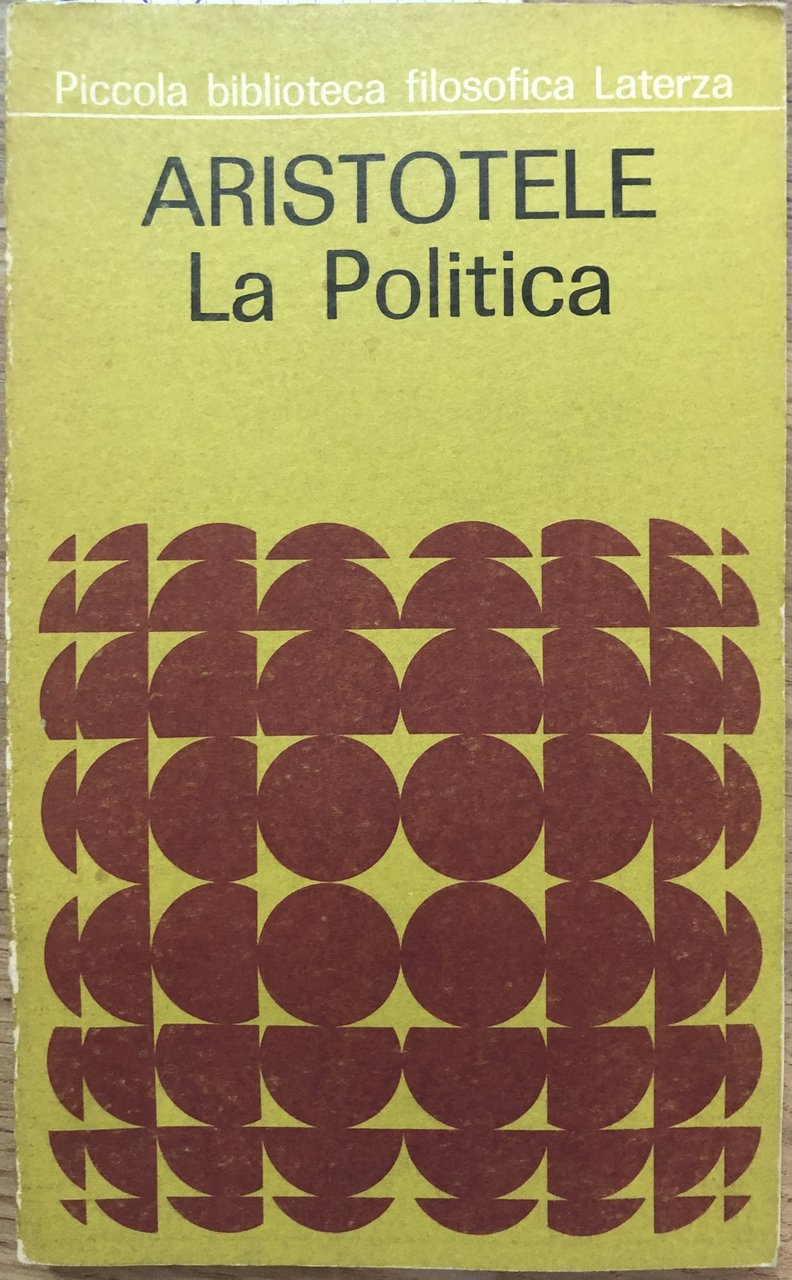 Piccola biblioteca filosofica Laterza
ARISTOTELE
La Politica